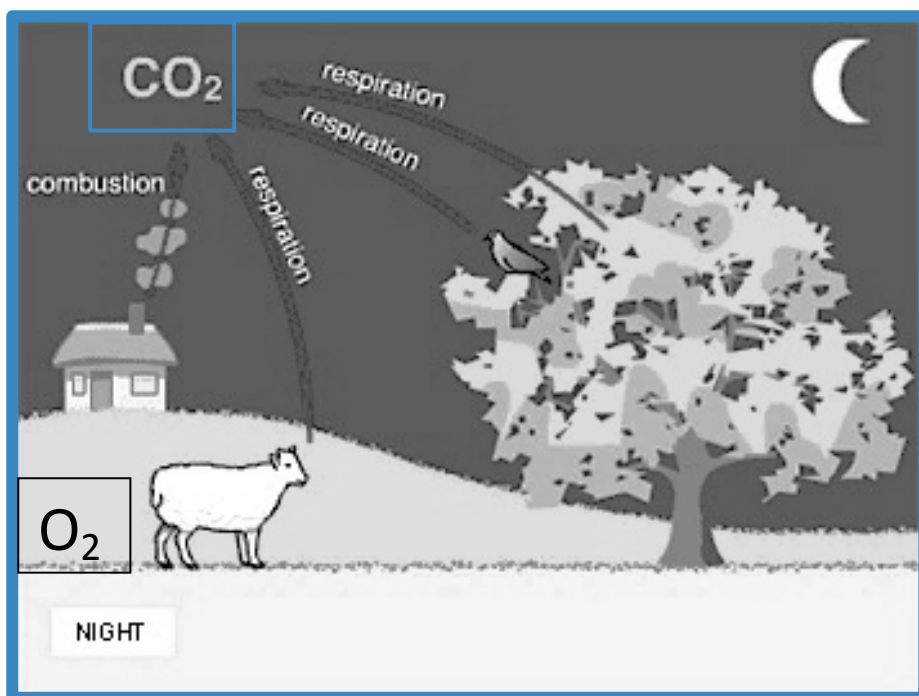 CO₂
respiration
respiration
combustion
respiration
O₂
NIGHT